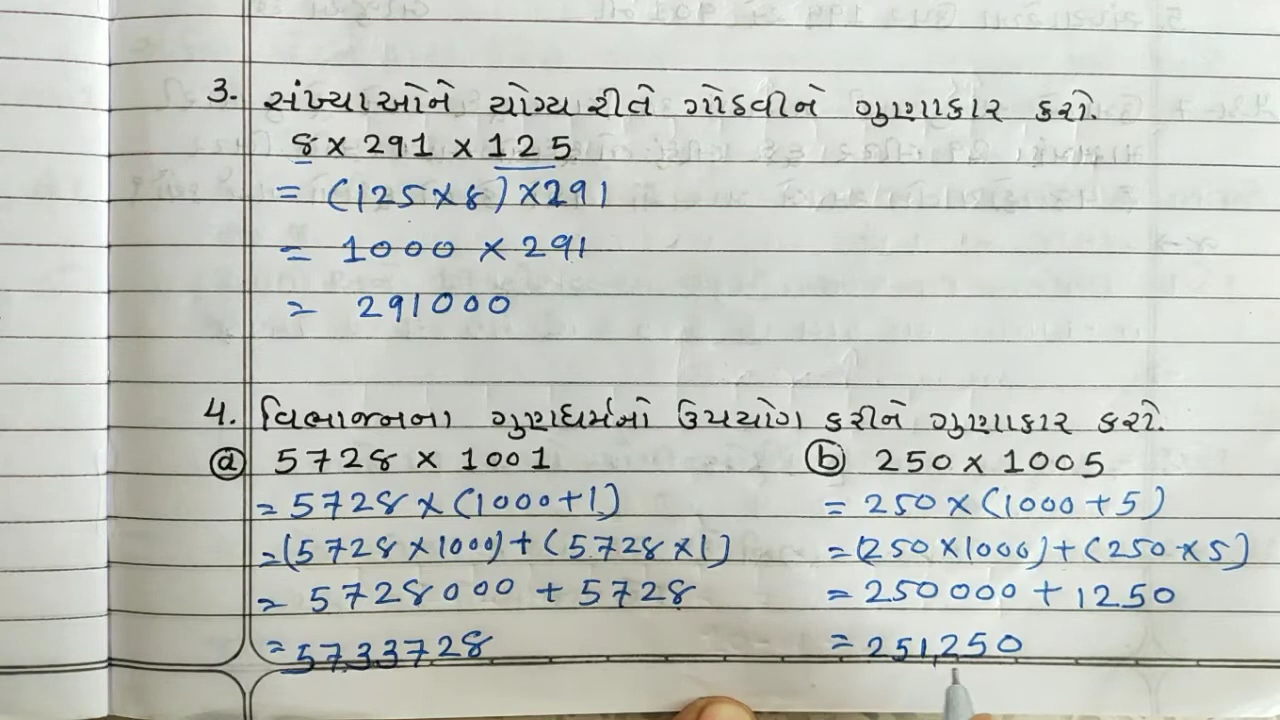 3. સંખ્યાઓને યોગ્ય રીતે ગોઠવીને ગુણાકાર કરો.
8 × 291 × 125
= (125 × 8) × 291
= 1000 × 291
= 291000
4. વિભાજનના ગુણધર્મનો ઉપયોગ કરીને ગુણાકાર કરો.
ⓐ 5728 × 1001 ⓑ 250 × 1005
= 5728 × (1000 + 1) = 250 × (1000 + 5)
= (5728 × 1000) + (5728 × 1) = (250 × 1000) + (250 × 5)
= 5728000 + 5728 = 250000 + 1250
= 5733728 = 251,250